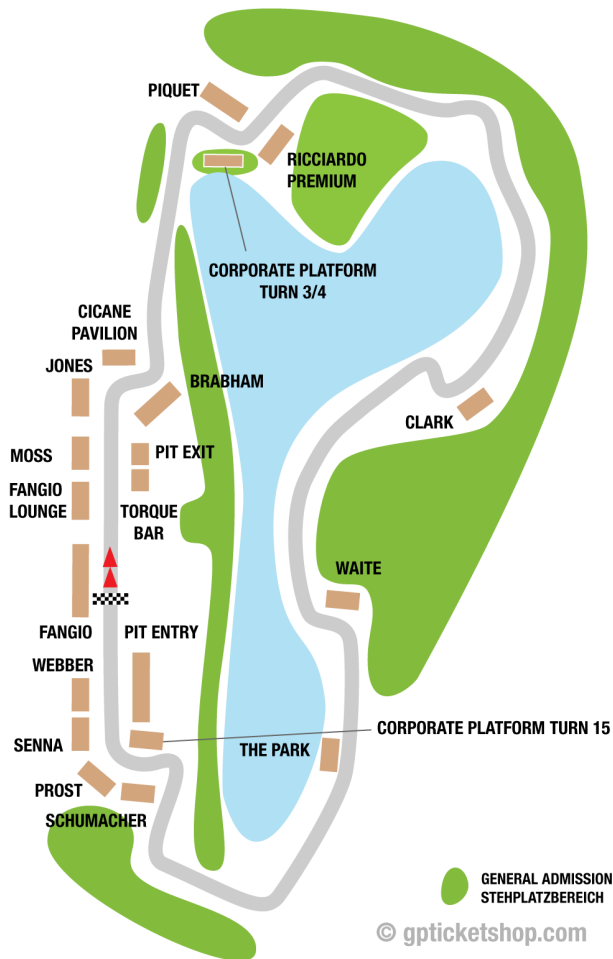 PIQUET
RICCIARDO
PREMIUM
CORPORATE PLATFORM
TURN 3/4
CICANE
PAVILION
JONES
BRABHAM
CLARK
MOSS
PIT EXIT
FANGIO
LOUNGE
TORQUE
BAR
WAITE
FANGIO
PIT ENTRY
WEBBER
CORPORATE PLATFORM TURN 15
SENNA
THE PARK
PROST
SCHUMACHER
GENERAL ADMISSION
STEHPLATZBEREICH
© gpticketshop.com